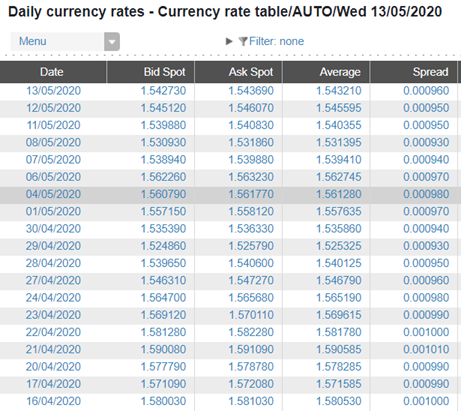 Daily currency rates - Currency rate table/AUTO/Wed 13/05/2020
Menu Filter: none
Date Bid Spot Ask Spot Average Spread
13/05/2020 1.542730 1.543690 1.543210 0.000960
12/05/2020 1.545120 1.546070 1.545595 0.000950
11/05/2020 1.539880 1.540830 1.540355 0.000950
08/05/2020 1.530930 1.531860 1.531395 0.000930
07/05/2020 1.538940 1.539880 1.539410 0.000940
06/05/2020 1.562260 1.563230 1.562745 0.000970
04/05/2020 1.560790 1.561770 1.561280 0.000980
01/05/2020 1.557150 1.558120 1.557635 0.000970
30/04/2020 1.535390 1.536330 1.535860 0.000940
29/04/2020 1.524860 1.525790 1.525325 0.000930
28/04/2020 1.539650 1.540600 1.540125 0.000950
27/04/2020 1.546310 1.547270 1.546790 0.000960
24/04/2020 1.564700 1.565680 1.565190 0.000980
23/04/2020 1.569120 1.570110 1.569615 0.000990
22/04/2020 1.581280 1.582280 1.581780 0.001000
21/04/2020 1.590080 1.591090 1.590585 0.001010
20/04/2020 1.577790 1.578780 1.578285 0.000990
17/04/2020 1.571090 1.572080 1.571585 0.000990
16/04/2020 1.580030 1.581030 1.580530 0.001000